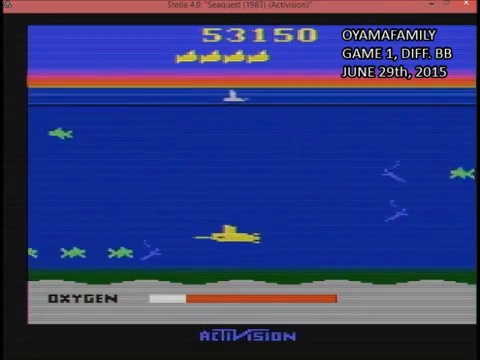 Stella 4.0: "Seaquest (1983) (Activision)"
53150
OYAMAFAMILY
GAME 1, DIFF. BB
JUNE 29th, 2015
OXYGEN
ACTIVISION